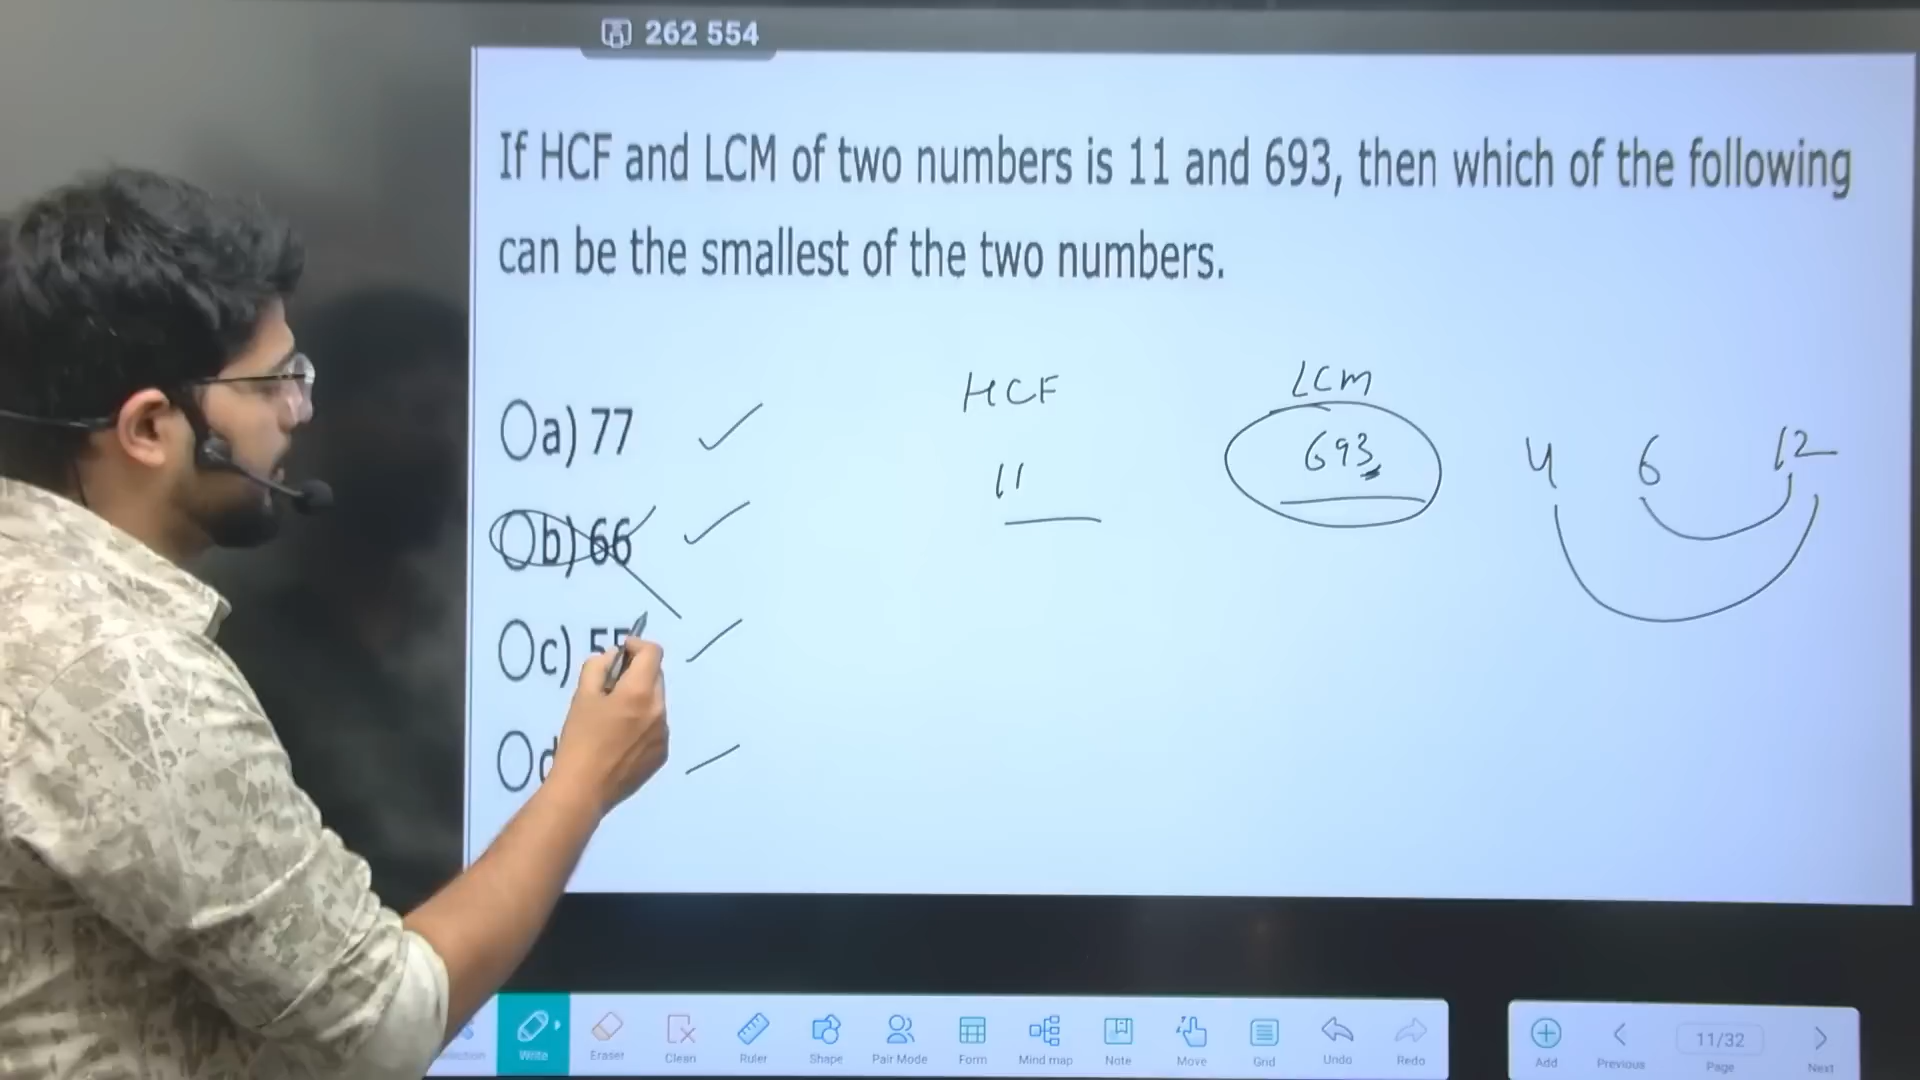 262 554
If HCF and LCM of two numbers is 11 and 693, then which of the following
can be the smallest of the two numbers.
HCF
LCM
a) 77
11
693
4 6 12
b) 66
c) 55
Write
Eraser
Clean
Ruler
Shape
Pair Mode
Form
Mind map
Note
Move
Grid
Undo
Redo
Add
Previous
11/32
Page
Next